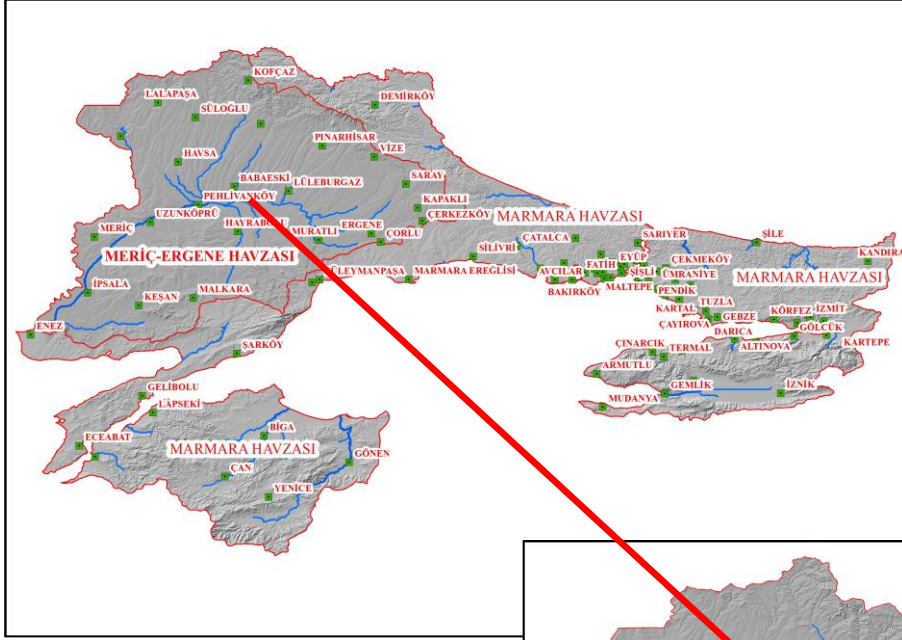 KOFÇAZ
LALAPAŞA
DEMİRKÖY
SÜLOĞLU
PINARHİSAR
VİZE
HAVSA
BABAESKİ
LÜLEBURGAZ
SARAY
PEHLİVANKÖY
KAPAKLI
UZUNKÖPRÜ
ÇERKEZKÖY
MARMARA HAVZASI
HAYRABOLU
ERGENE
MERİÇ
MURATLI
ÇORLU
ÇATALCA
SARIYER
ŞİLE
SİLİVRİ
MERİÇ-ERGENE HAVZASI
EYÜP
ÇEKMEKÖY
KANDIRA
FATİH
AVCILAR
ŞİŞLİ
ÜMRANİYE
MARMARA HAVZASI
ÜLEYMANPAŞA
MARMARA EREGLİSİ
BAKIRKÖY
MALTEPE
PENDİK
İPSALA
KEŞAN
MALKARA
KARTAL
TUZLA
KÖRFEZ
İZMİT
ÇAYIROVA
GEBZE
ENEZ
DARICA
GÖLCÜK
ALTINOVA
KARTEPE
ŞARKÖY
ÇINARCIK
TERMAL
ARMUTLU
GELİBOLU
GEMLİK
İZNİK
LÂPSEKİ
MUDANYA
BİGA
ECEABAT
MARMARA HAVZASI
GÖNEN
ÇAN
YENİCE